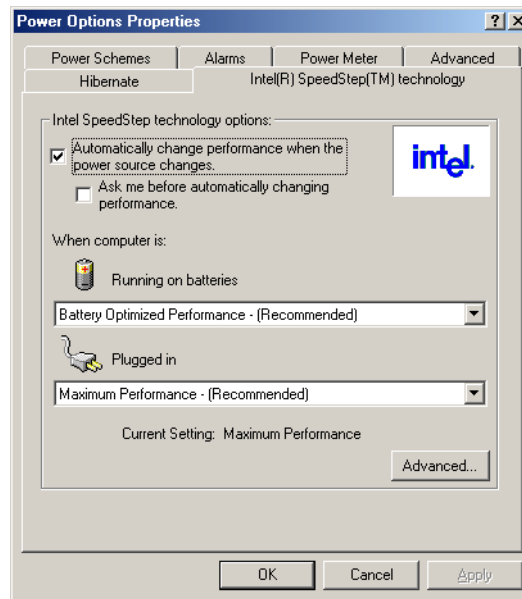 Power Options Properties
Power Schemes Alarms Power Meter Advanced
Hibernate Intel(R) SpeedStep(TM) technology
Intel SpeedStep technology options:
Automatically change performance when the
power source changes.
Ask me before automatically changing
performance.
intel.
When computer is:
Running on batteries
Battery Optimized Performance - (Recommended)
Plugged in
Maximum Performance - (Recommended)
Current Setting: Maximum Performance
Advanced...
OK Cancel Apply